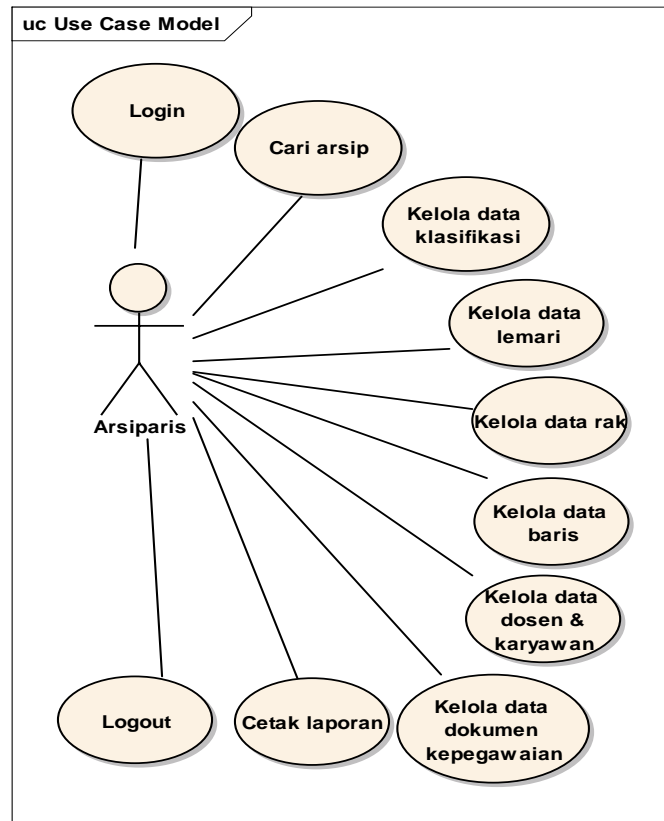 uc Use Case Model
Login
Cari arsip
Kelola data
klasifikasi
Kelola data
lemari
Kelola data rak
Arsiparis
Kelola data
baris
Kelola data
dosen &
karyawan
Logout
Cetak laporan
Kelola data
dokumen
kepegawaian